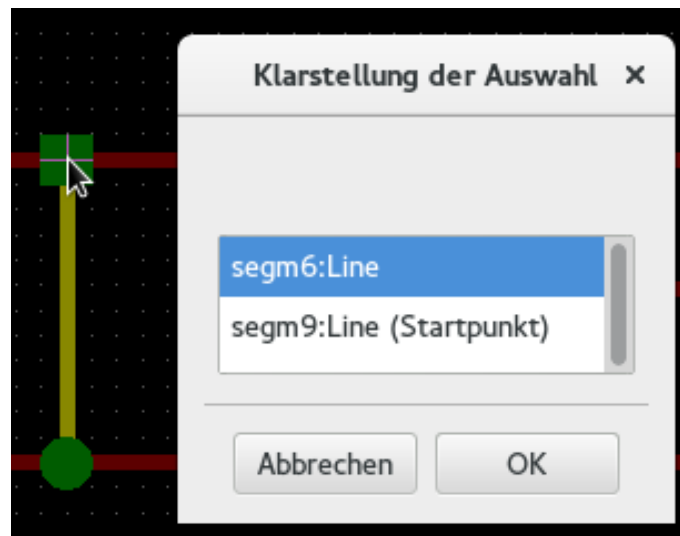 Klarstellung der Auswahl ×
segm6:Line
segm9:Line (Startpunkt)
Abbrechen
OK